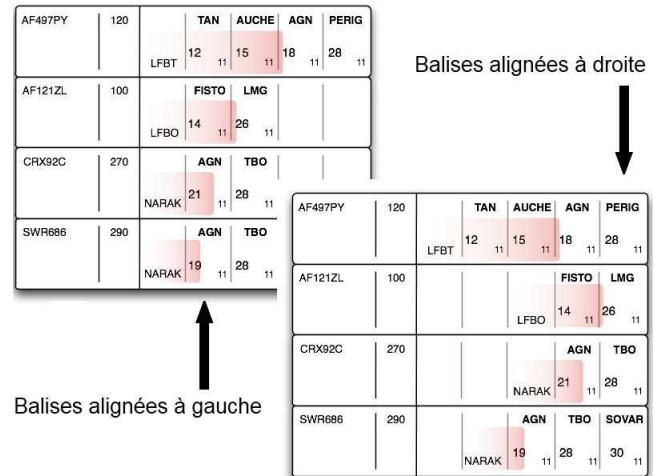 AF497PY 120 TAN AUCHE AGN PERIG
LFBT 12 11 15 11 18 11 28 11
AF121ZL 100 FISTO LMG
LFBO 14 11 26 11
CRX92C 270 AGN TBO
NARAK 21 11 28 11
SWR686 290 AGN TBO
NARAK 19 11 28
Balises alignées à gauche
Balises alignées à droite
AF497PY 120 TAN AUCHE AGN PERIG
LFBT 12 11 15 11 18 11 28 11
AF121ZL 100 FISTO LMG
LFBO 14 11 26 11
CRX92C 270 AGN TBO
NARAK 21 11 28 11
SWR686 290 AGN TBO SOVAR
NARAK 19 11 28 11 30 11